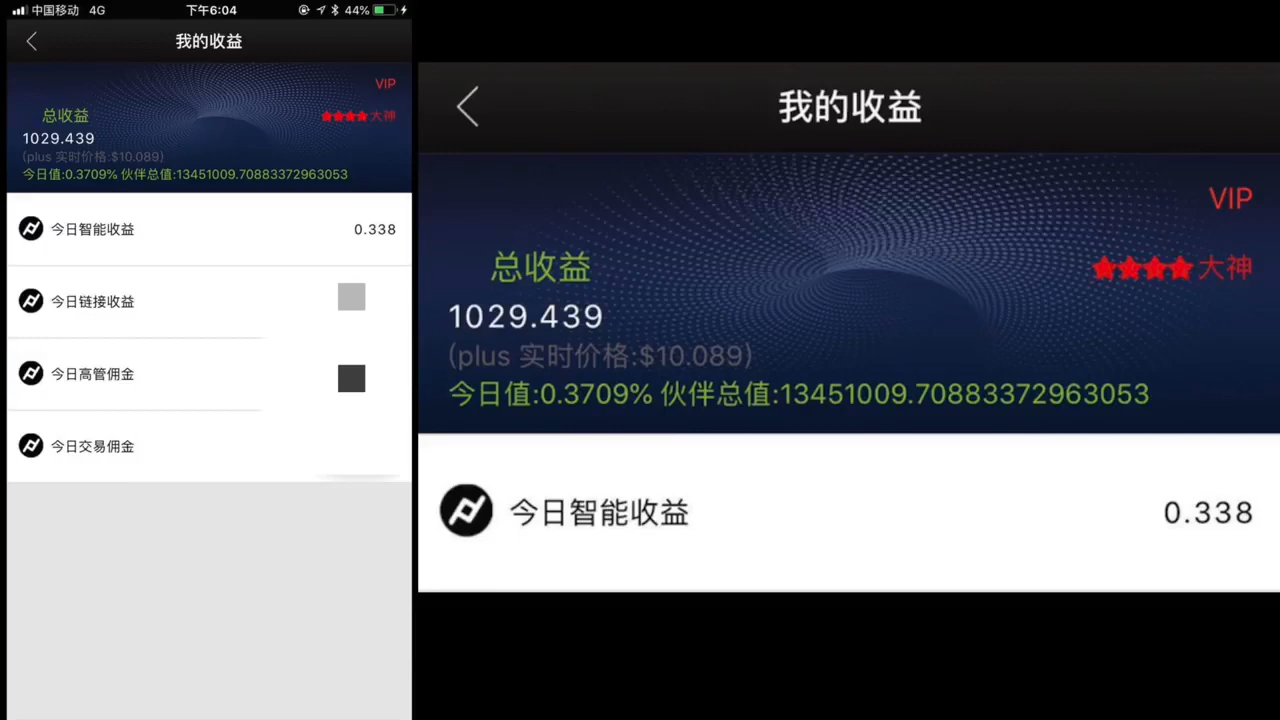 中国移动 4G 下午6:04 44%
我的收益
VIP
总收益
★★★★大神
1029.439
(plus 实时价格:$10.089)
今日值:0.3709% 伙伴总值:13451009.70883372963053
今日智能收益 0.338
今日链接收益
今日高管佣金
今日交易佣金
我的收益
VIP
总收益
★★★★大神
1029.439
(plus 实时价格:$10.089)
今日值:0.3709% 伙伴总值:13451009.70883372963053
今日智能收益 0.338